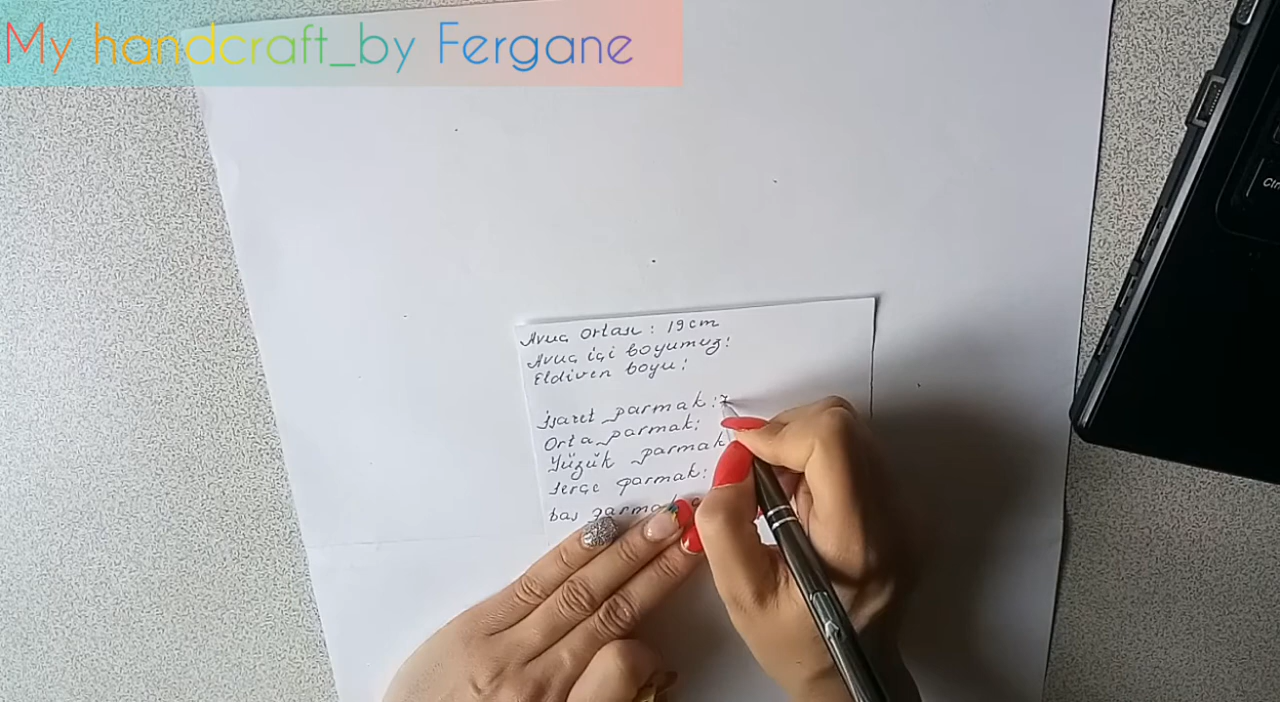 My handcraft_by Fergane
Avuç ortası : 19cm
Avuç içi boyumuz:
Eldiven boyu :
İşaret parmak : 7
Orta parmak:
Yüzük parmak
Serçe parmak:
baş parmak